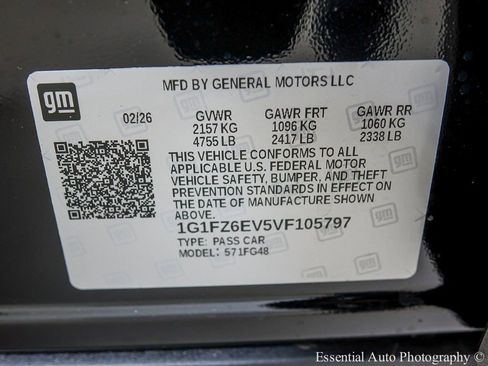 gm
MFD BY GENERAL MOTORS LLC
02/26 GVWR GAWR FRT GAWR RR
2157 KG 1096 KG 1060 KG
4755 LB 2417 LB 2338 LB
THIS VEHICLE CONFORMS TO ALL
APPLICABLE U.S. FEDERAL MOTOR
VEHICLE SAFETY, BUMPER, AND THEFT
PREVENTION STANDARDS IN EFFECT ON
THE DATE OF MANUFACTURE SHOWN
ABOVE.
1G1FZ6EV5VF105797
TYPE: PASS CAR
MODEL: 571FG48
Essential Auto Photography ©